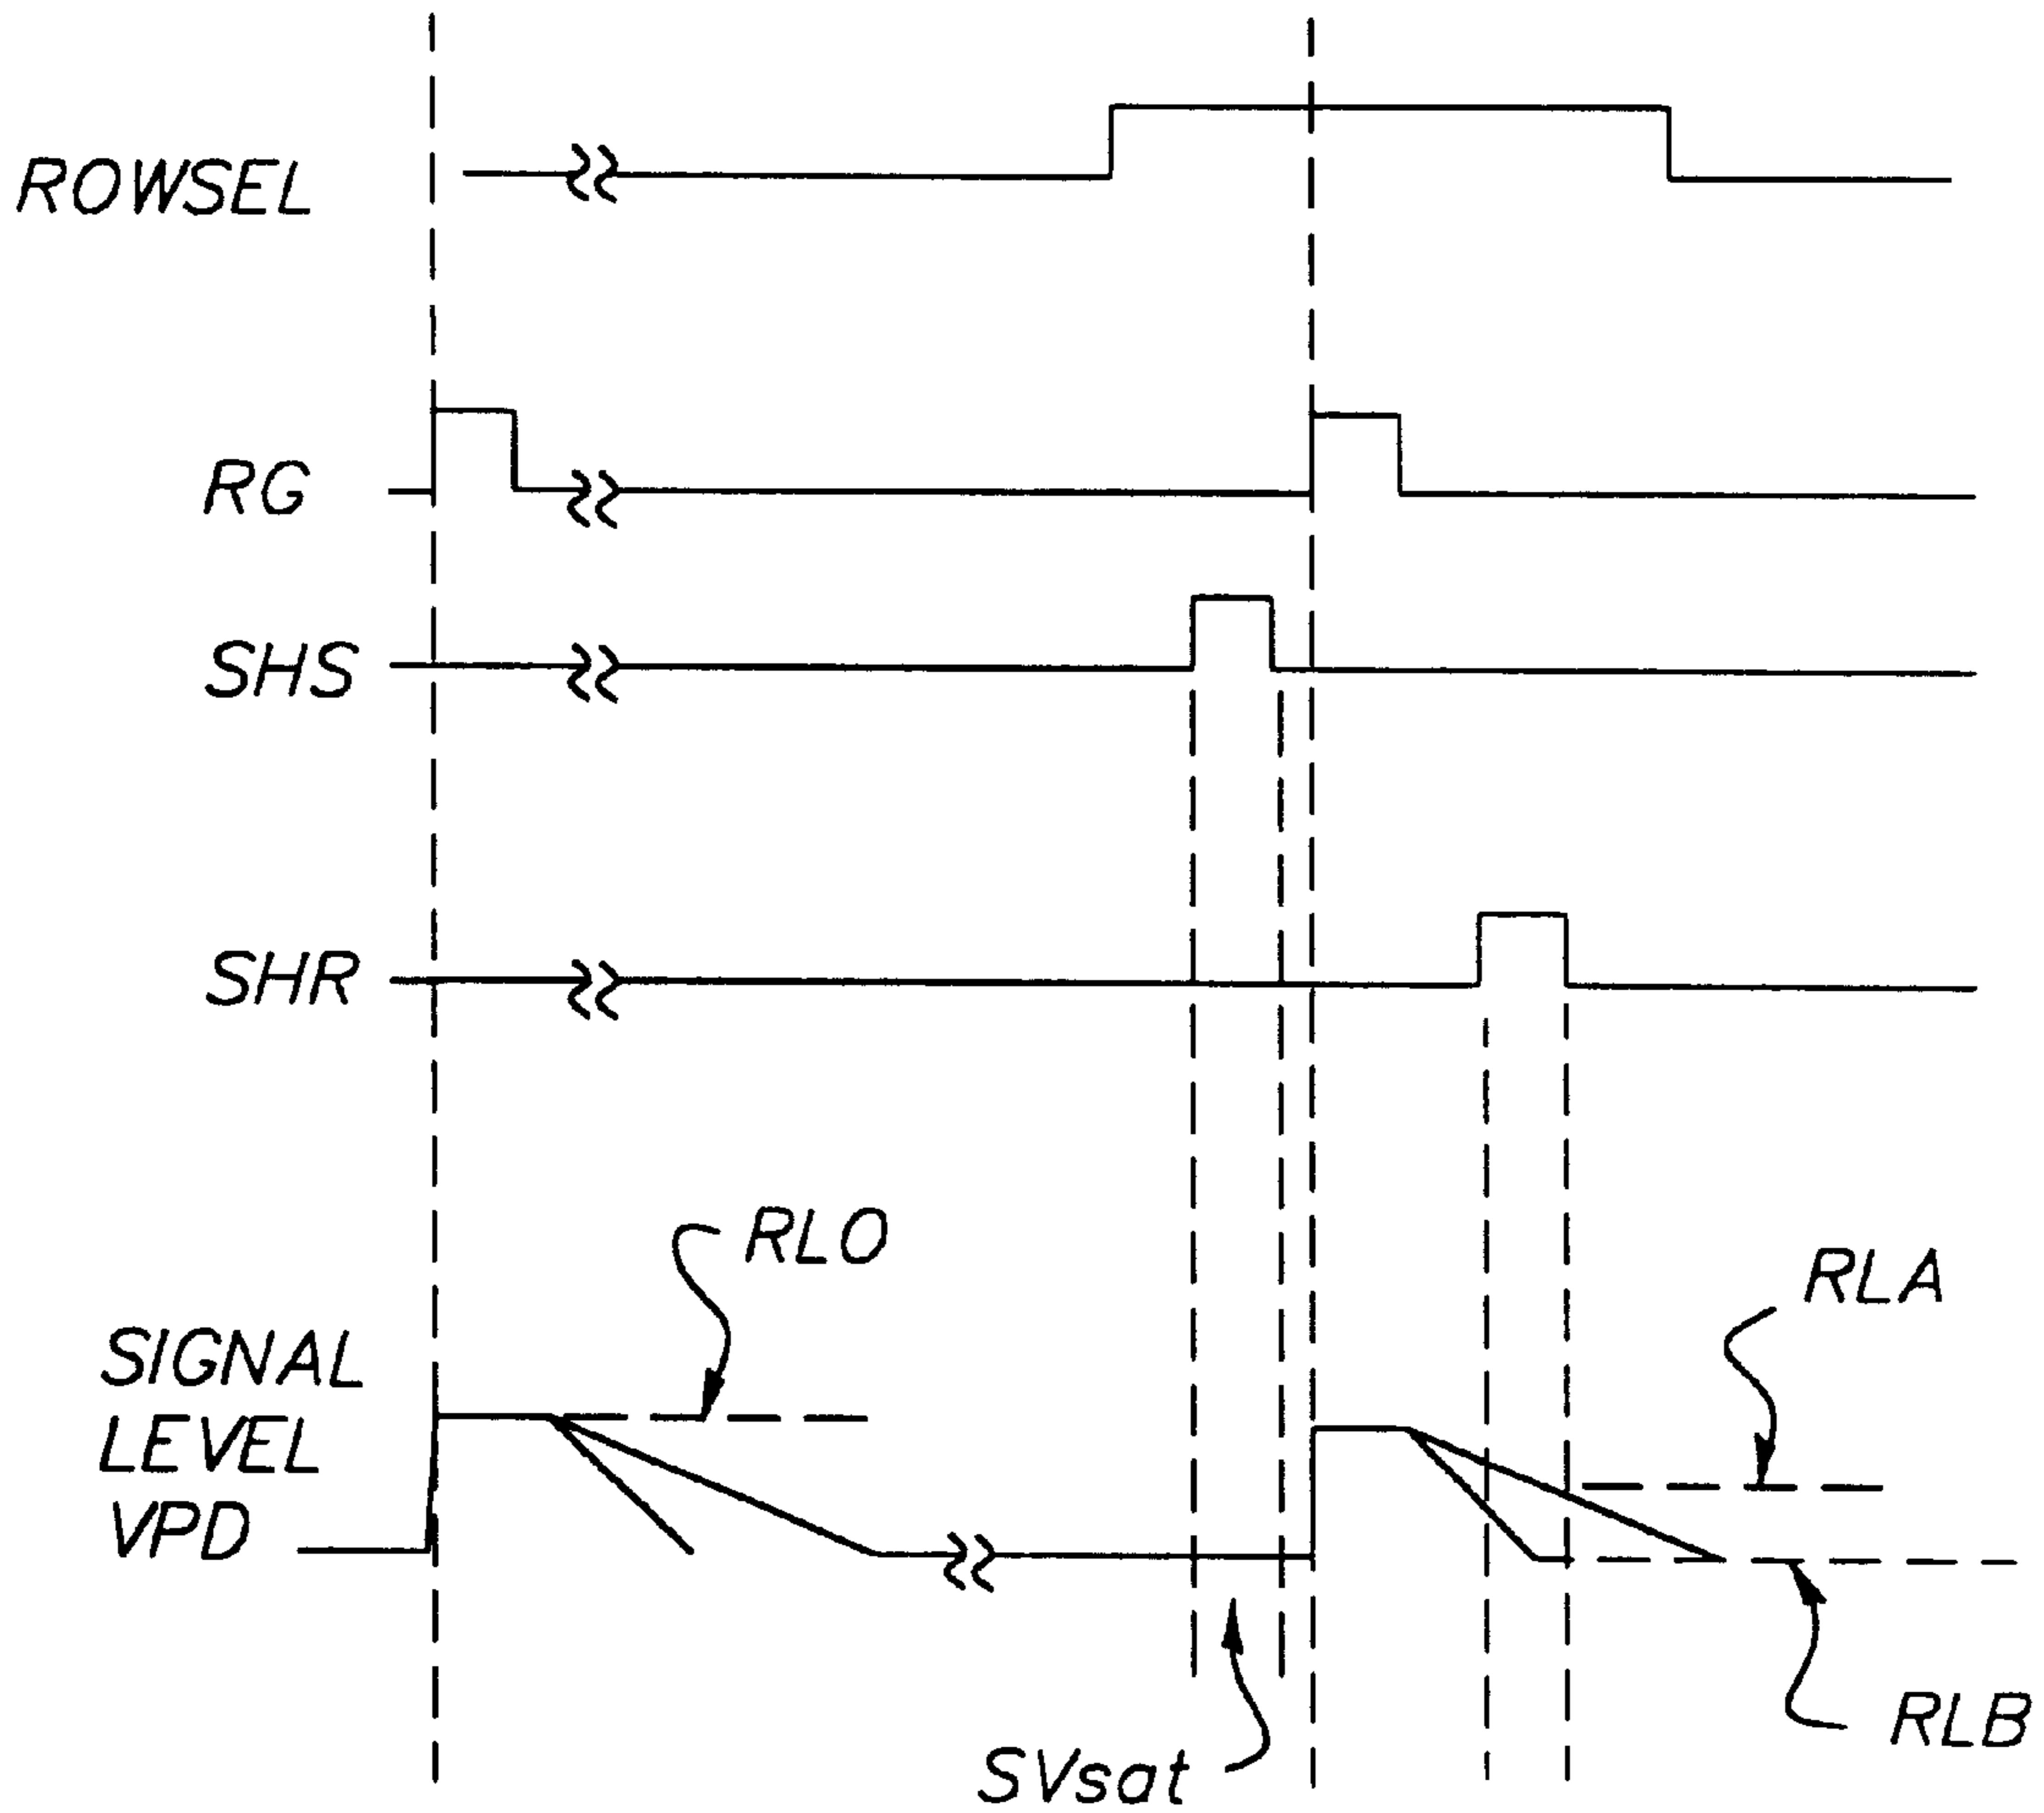 ROWSEL
RG
SHS
SHR
RLO
RLA
SIGNAL
LEVEL
VPD
SVsat
RLB